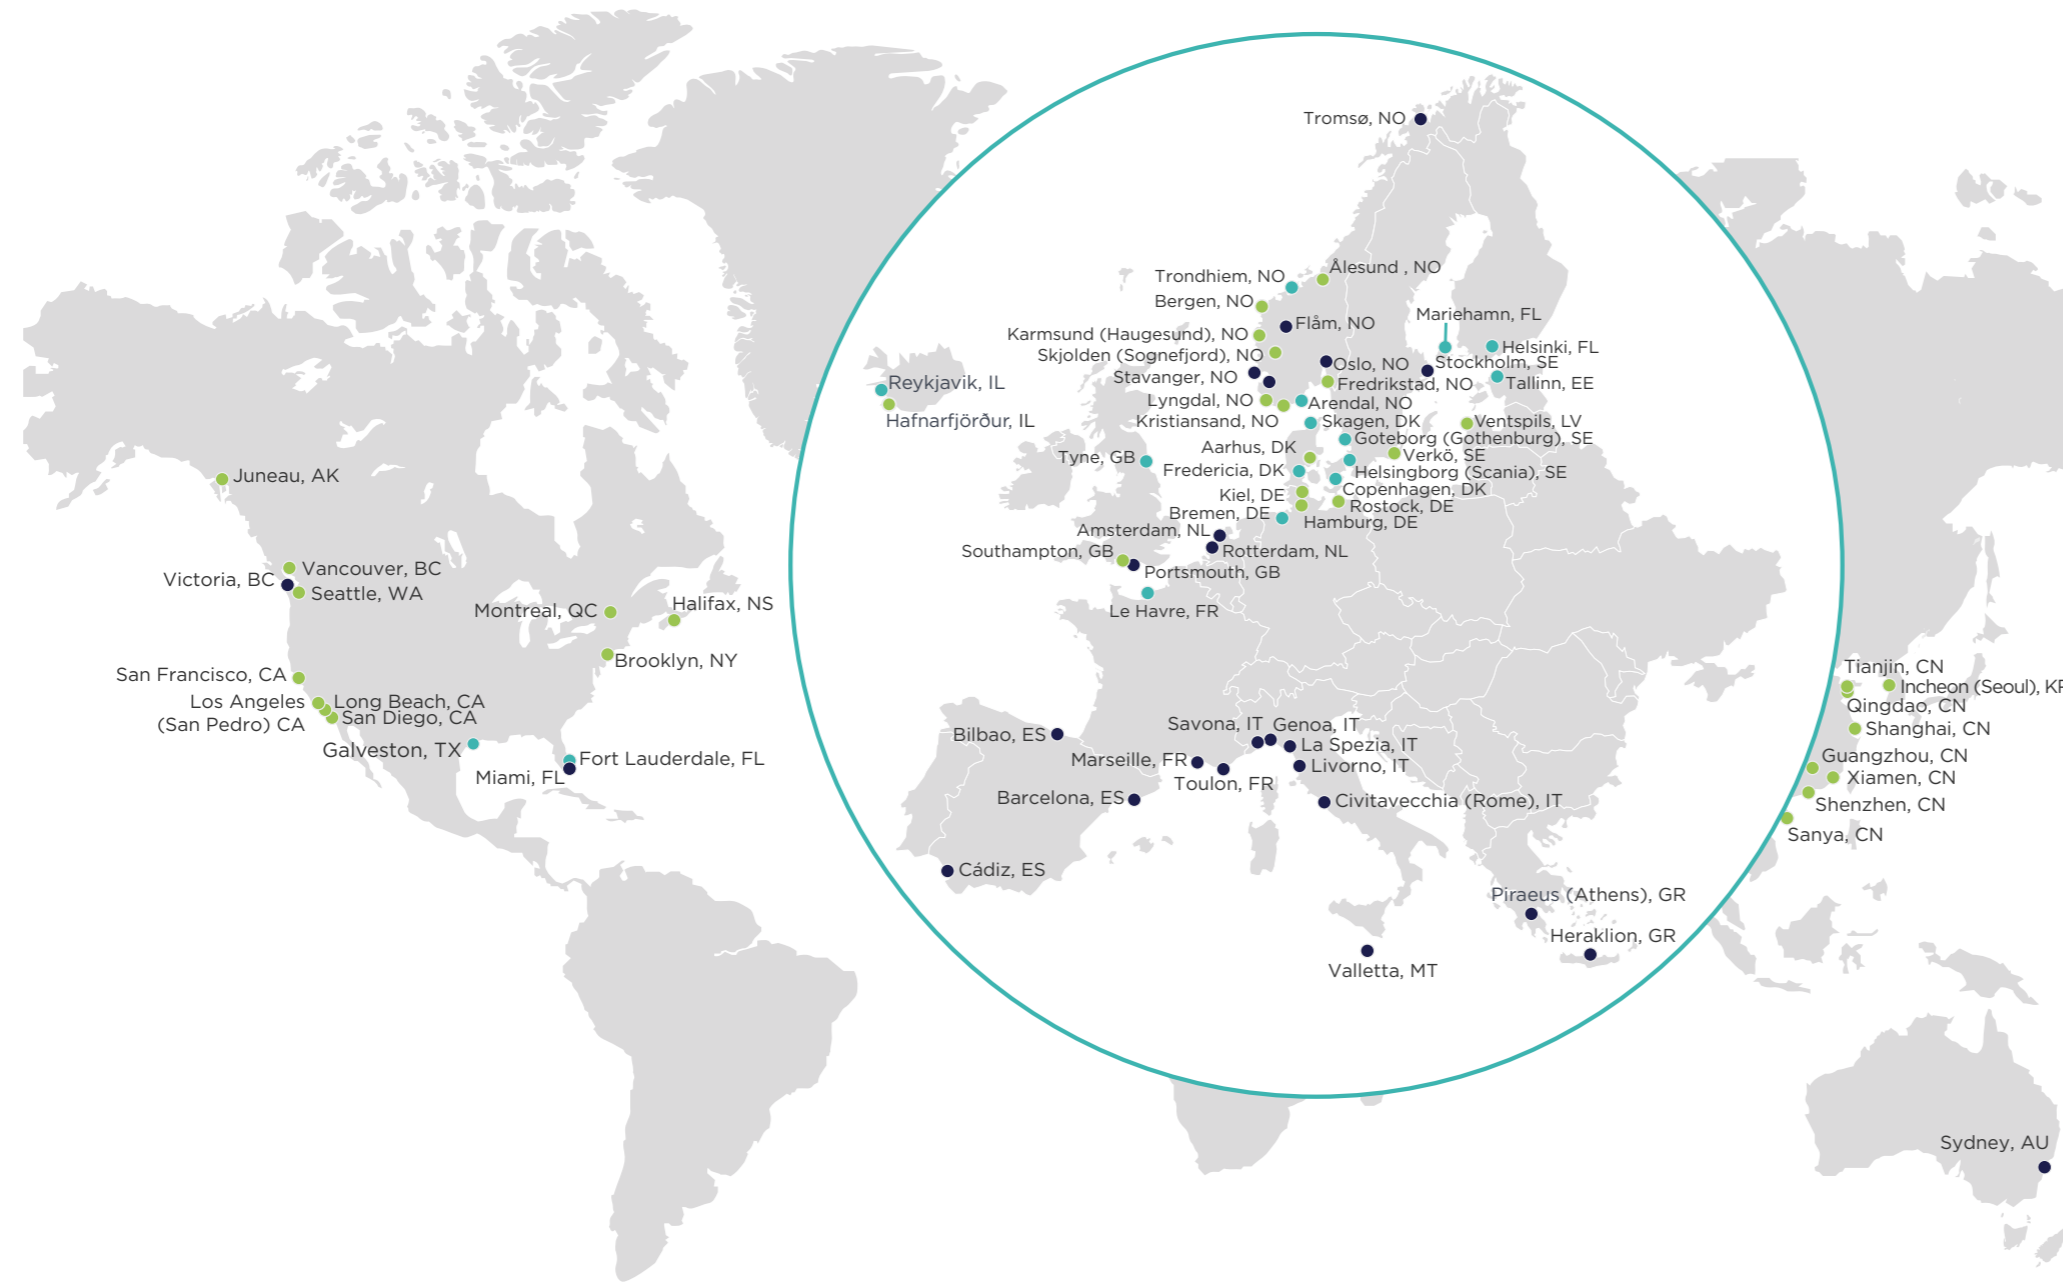 Tromsø, NO
Ålesund , NO
Trondhiem, NO
Bergen, NO
Mariehamn, FL
Flåm, NO
Karmsund (Haugesund), NO
Helsinki, FL
Skjolden (Sognefjord), NO
Oslo, NO
Stockholm, SE
Stavanger, NO
Fredrikstad, NO
Tallinn, EE
Reykjavik, IL
Lyngdal, NO
Arendal, NO
Hafnarfjörður, IL
Kristiansand, NO
Skagen, DK
Ventspils, LV
Goteborg (Gothenburg), SE
Aarhus, DK
Verkö, SE
Tyne, GB
Fredericia, DK
Helsingborg (Scania), SE
Kiel, DE
Copenhagen, DK
Rostock, DE
Bremen, DE
Hamburg, DE
Amsterdam, NL
Southampton, GB
Rotterdam, NL
Portsmouth, GB
Le Havre, FR
Juneau, AK
Vancouver, BC
Victoria, BC
Seattle, WA
Montreal, QC
Halifax, NS
Brooklyn, NY
San Francisco, CA
Los Angeles
(San Pedro) CA
Long Beach, CA
San Diego, CA
Galveston, TX
Fort Lauderdale, FL
Miami, FL
Bilbao, ES
Savona, IT
Genoa, IT
La Spezia, IT
Marseille, FR
Livorno, IT
Toulon, FR
Barcelona, ES
Civitavecchia (Rome), IT
Cádiz, ES
Piraeus (Athens), GR
Heraklion, GR
Valletta, MT
Tianjin, CN
Incheon (Seoul), KR
Qingdao, CN
Shanghai, CN
Guangzhou, CN
Xiamen, CN
Shenzhen, CN
Sanya, CN
Sydney, AU